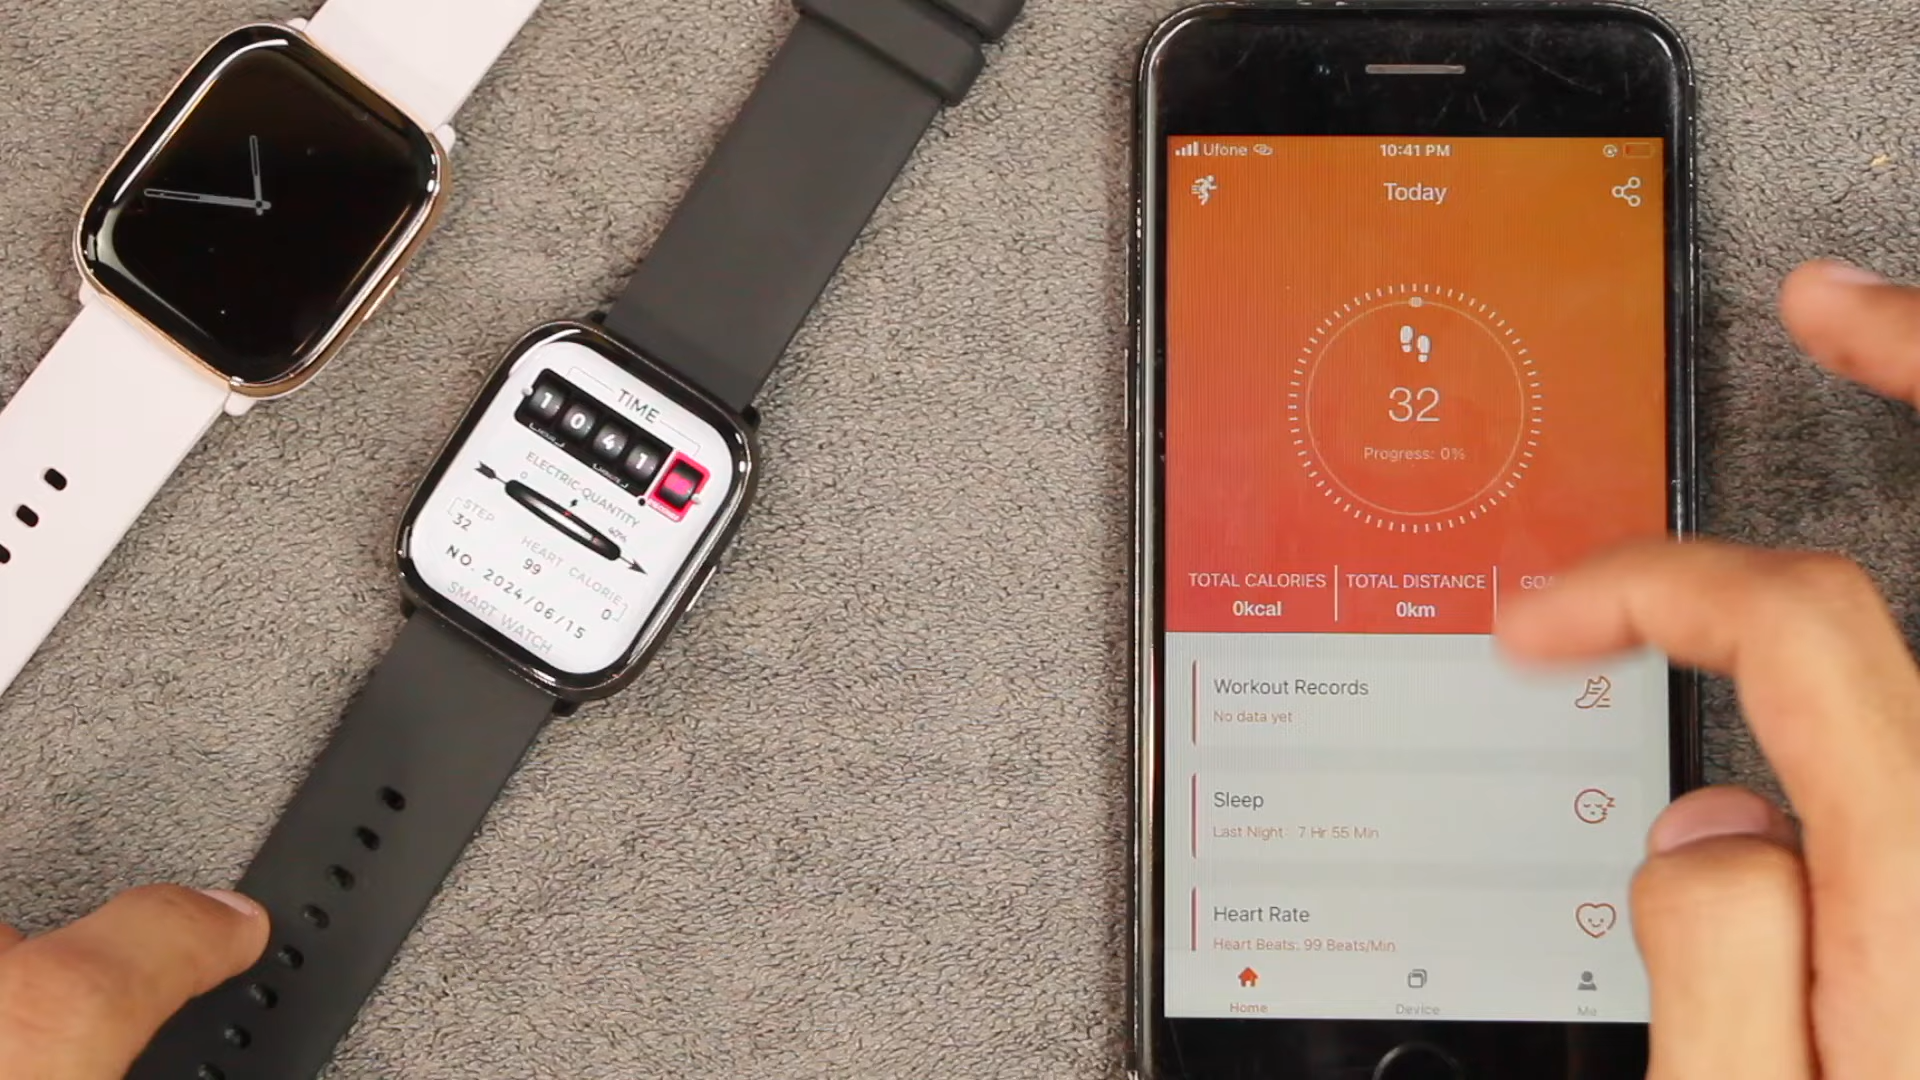 TIME
1 0 4 1
ELECTRIC-QUANTITY
0
40%
STEP
32
HEART
99
CALORIE
0
NO. 2024/06/15
SMART WATCH
Ufone
10:41 PM
Today
32
Progress: 0%
TOTAL CALORIES
0kcal
TOTAL DISTANCE
0km
Workout Records
No data yet
Sleep
Last Night: 7 Hr 55 Min
Heart Rate
Heart Beats: 99 Beats/Min
Home
Device
Me